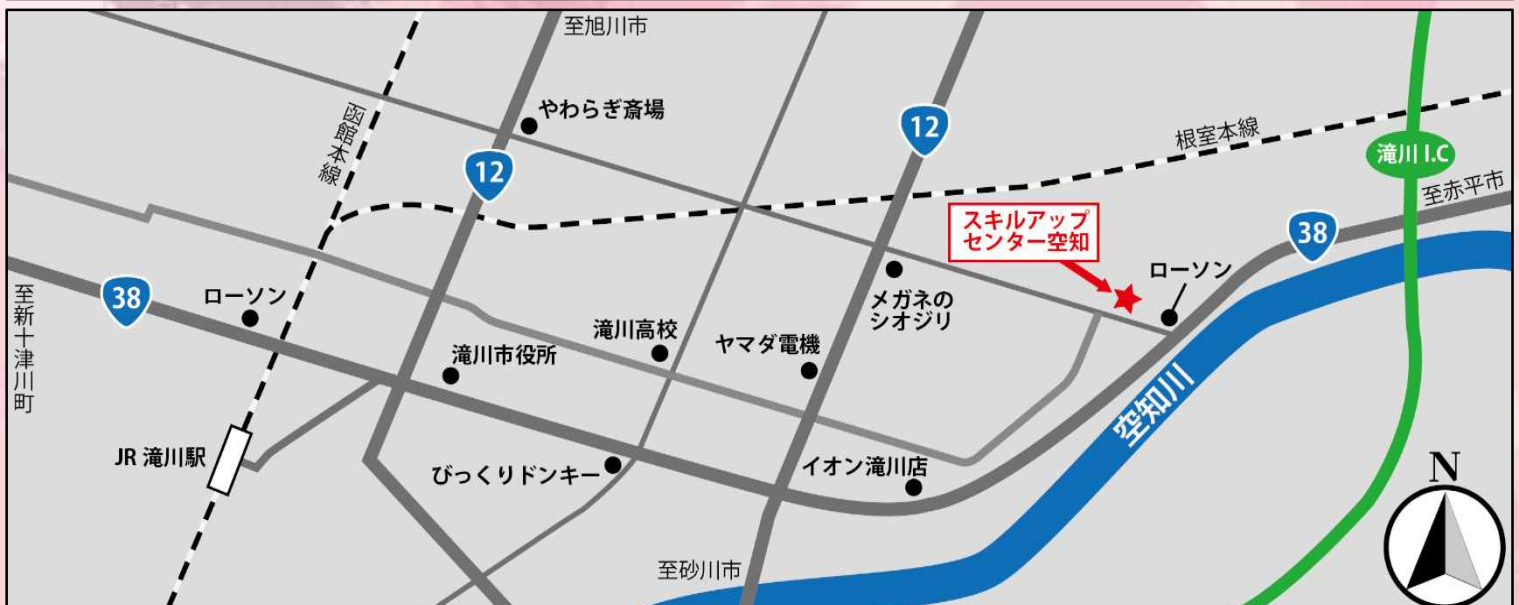 至旭川市
やわらぎ斎場
函館本線
12
12
根室本線
滝川 I.C
至赤平市
スキルアップ
センター空知
38
ローソン
メガネの
シオジリ
至新十津川町
38
ローソン
滝川高校
ヤマダ電機
滝川市役所
空知川
JR 滝川駅
びっくりドンキー
イオン滝川店
N
至砂川市